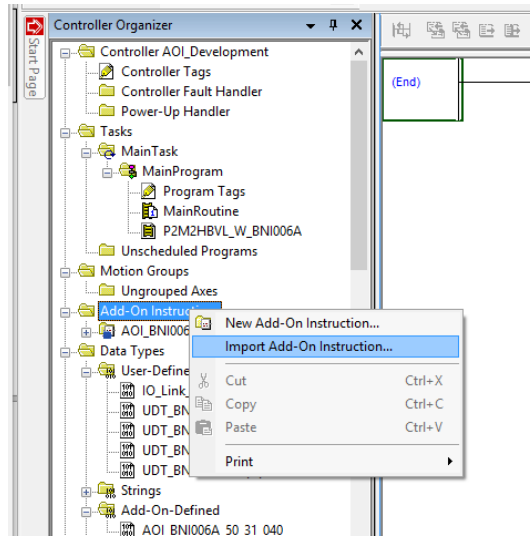 Controller Organizer
Start Page
Controller AOI_Development
Controller Tags
Controller Fault Handler
Power-Up Handler
Tasks
MainTask
MainProgram
Program Tags
MainRoutine
P2M2HBVL_W_BNI006A
Unscheduled Programs
Motion Groups
Ungrouped Axes
Add-On Instruc
AOI_BNI006
Data Types
User-Define
IO_Link_
UDT_BN
UDT_BN
UDT_BN
UDT_BN
Strings
Add-On-Defined
AOI_BNI006A_50_31_040
(End)
New Add-On Instruction...
Import Add-On Instruction...
Cut Ctrl+X
Copy Ctrl+C
Paste Ctrl+V
Print